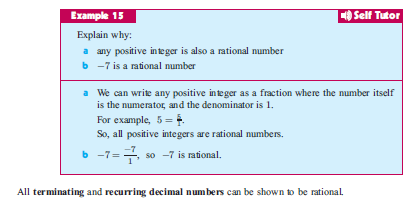 Example 15
Self Tutor
Explain why:
a any positive integer is also a rational number
b −7 is a rational number
a We can write any positive integer as a fraction where the number itself
is the numerator, and the denominator is 1.
For example, 5 = 5/1.
So, all positive integers are rational numbers.
b −7 = −7/1, so −7 is rational.
All terminating and recurring decimal numbers can be shown to be rational.